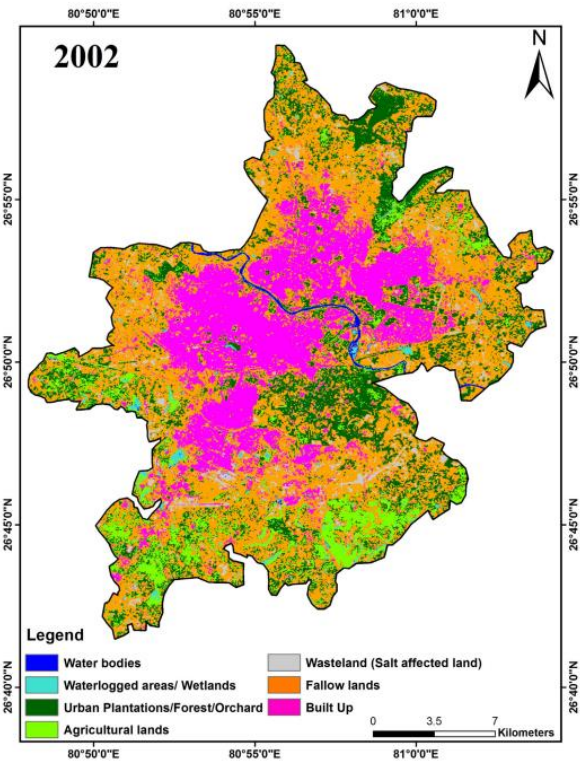 80°50'0"E 80°55'0"E 81°0'0"E
2002
N
26°55'0"N 26°55'0"N
26°50'0"N 26°50'0"N
26°45'0"N 26°45'0"N
26°40'0"N 26°40'0"N
Legend
Water bodies
Waterlogged areas/ Wetlands
Urban Plantations/Forest/Orchard
Agricultural lands
Wasteland (Salt affected land)
Fallow lands
Built Up
0 3.5 7
Kilometers
80°50'0"E 80°55'0"E 81°0'0"E